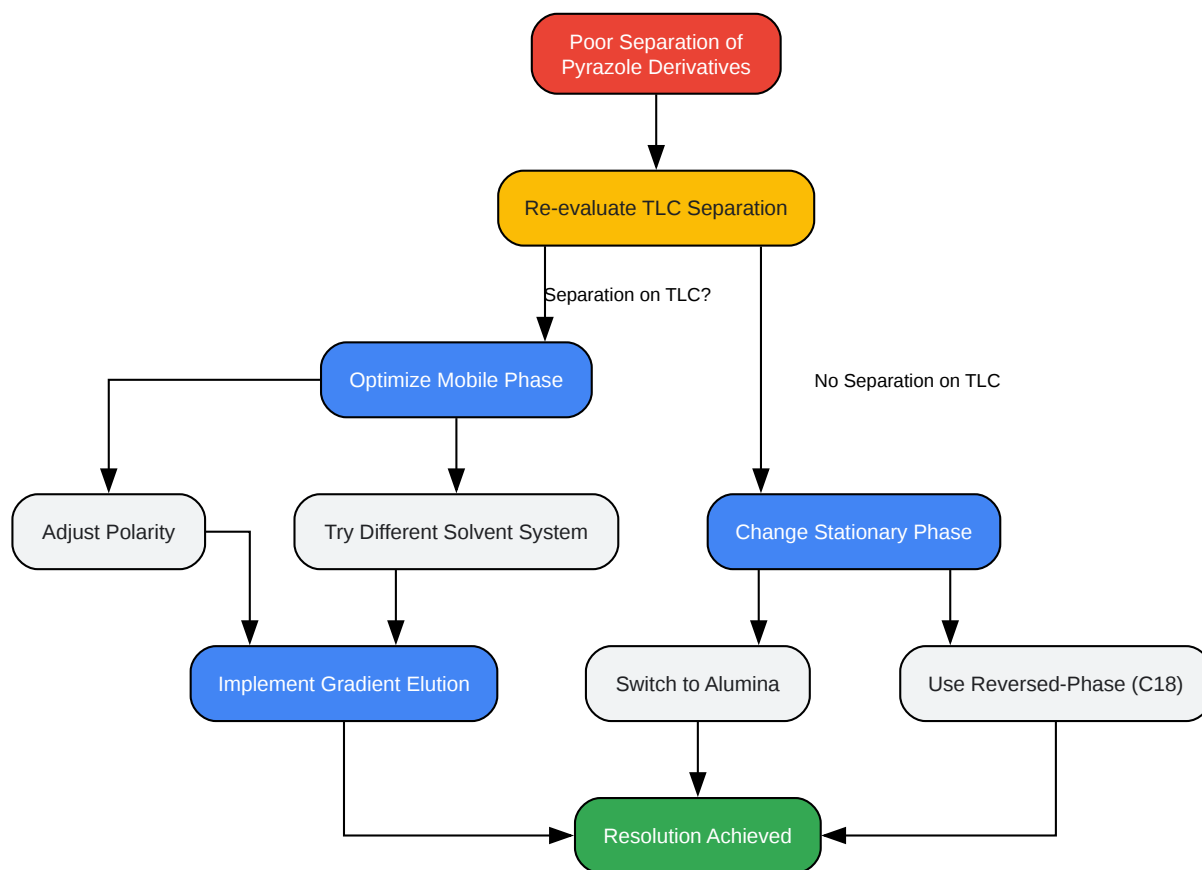 Poor Separation of
Pyrazole Derivatives
Re-evaluate TLC Separation
Separation on TLC?
Optimize Mobile Phase
No Separation on TLC
Adjust Polarity
Try Different Solvent System
Change Stationary Phase
Implement Gradient Elution
Switch to Alumina
Use Reversed-Phase (C18)
Resolution Achieved